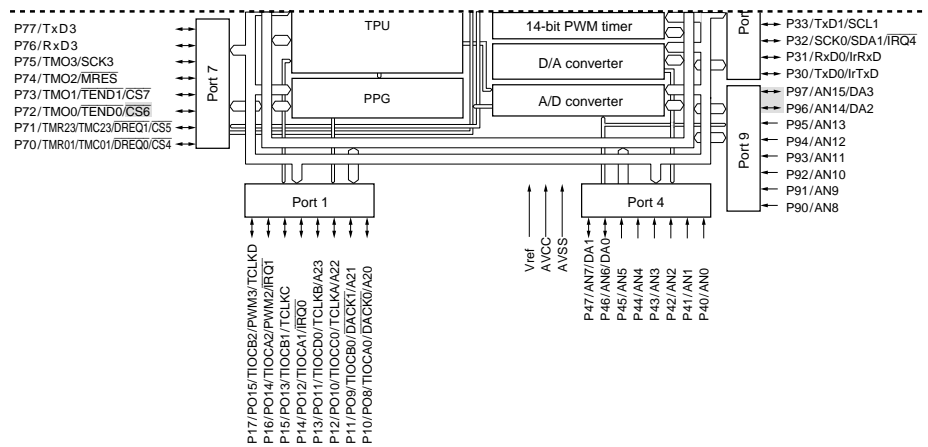 P77/TxD3
P76/RxD3
P75/TMO3/SCK3
P74/TMO2/MRES
P73/TMO1/TEND1/CS7
P72/TMO0/TEND0/CS6
P71/TMR23/TMC23/DREQ1/CS5
P70/TMR01/TMC01/DREQ0/CS4
Port 7
TPU
PPG
14-bit PWM timer
D/A converter
A/D converter
Por
P33/TxD1/SCL1
P32/SCK0/SDA1/IRQ4
P31/RxD0/IrRxD
P30/TxD0/IrTxD
Port 9
P97/AN15/DA3
P96/AN14/DA2
P95/AN13
P94/AN12
P93/AN11
P92/AN10
P91/AN9
P90/AN8
Port 1
P17/PO15/TIOCB2/PWM3/TCLKD
P16/PO14/TIOCA2/PWM2/IRQ1
P15/PO13/TIOCB1/TCLKC
P14/PO12/TIOCA1/IRQ0
P13/PO11/TIOCD0/TCLKB/A23
P12/PO10/TIOCC0/TCLKA/A22
P11/PO9/TIOCB0/DACK1/A21
P10/PO8/TIOCA0/DACK0/A20
Vref
AVCC
AVSS
Port 4
P47/AN7/DA1
P46/AN6/DA0
P45/AN5
P44/AN4
P43/AN3
P42/AN2
P41/AN1
P40/AN0